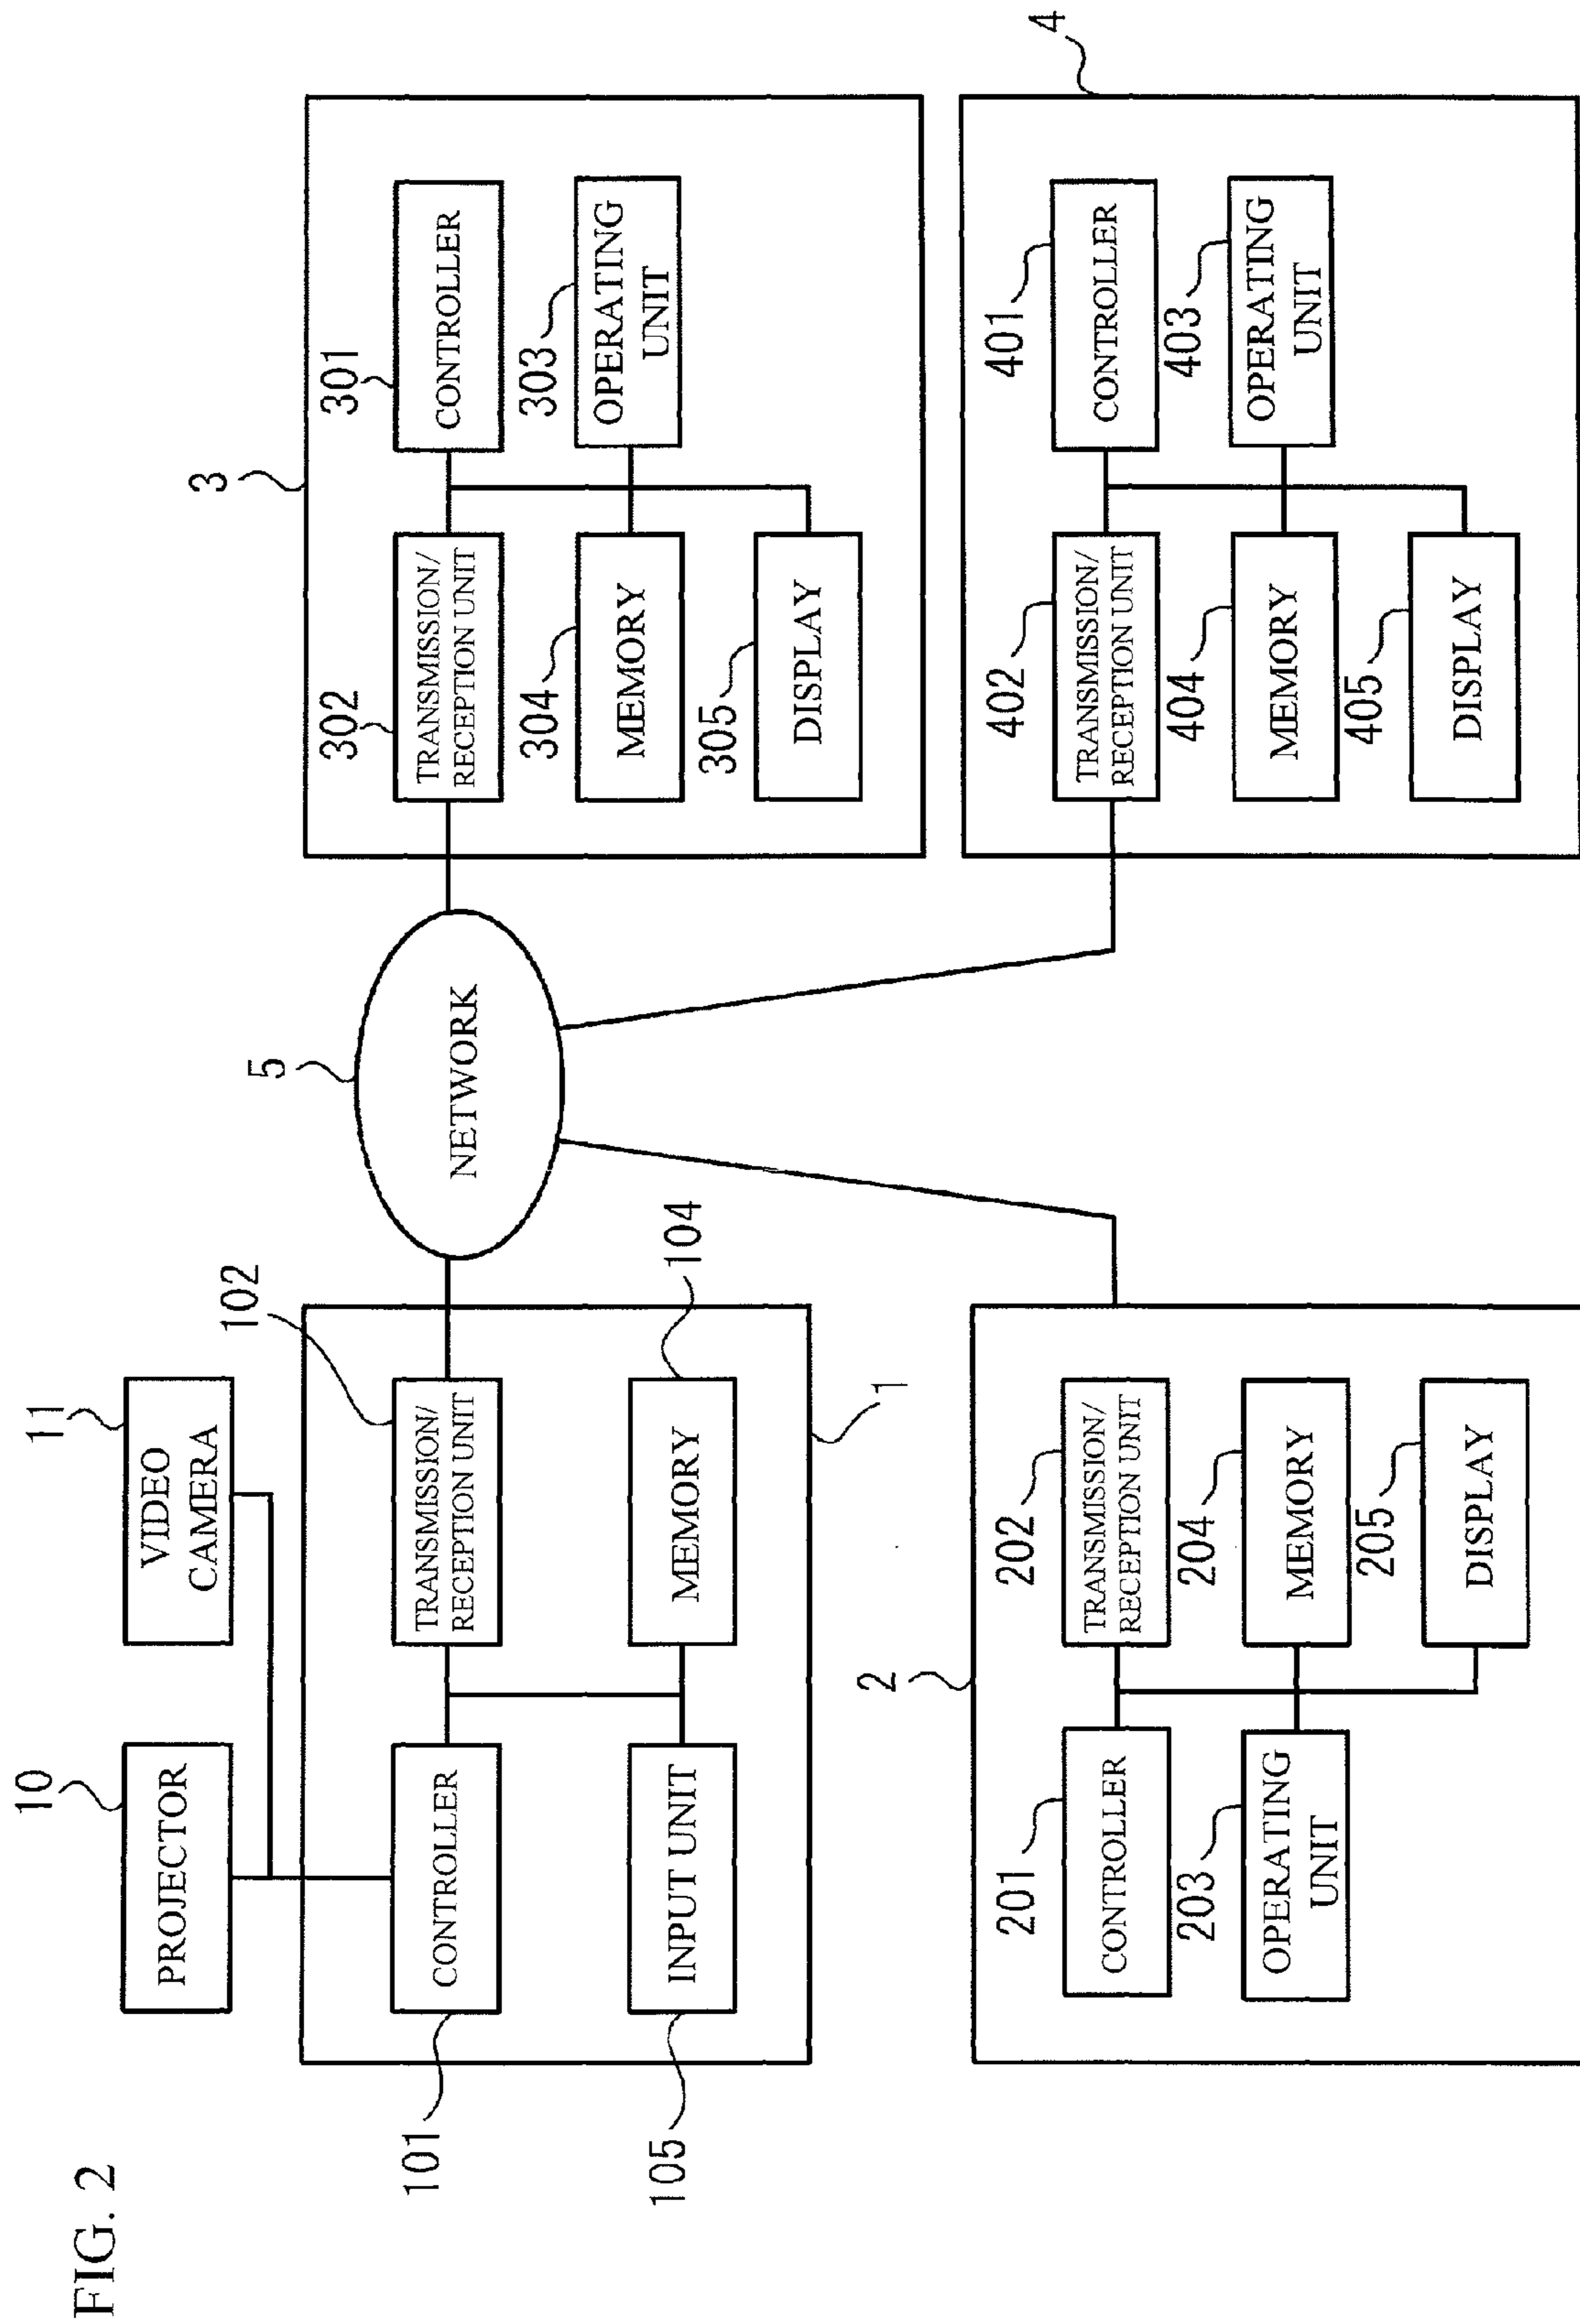 FIG. 2
10
PROJECTOR
11
VIDEO
CAMERA
101
CONTROLLER
102
TRANSMISSION/
RECEPTION UNIT
105
INPUT UNIT
104
MEMORY
1
5
NETWORK
3
302
TRANSMISSION/
RECEPTION UNIT
301
CONTROLLER
304
MEMORY
303
OPERATING
UNIT
305
DISPLAY
2
201
CONTROLLER
202
TRANSMISSION/
RECEPTION UNIT
203
OPERATING
UNIT
204
MEMORY
205
DISPLAY
4
402
TRANSMISSION/
RECEPTION UNIT
401
CONTROLLER
404
MEMORY
403
OPERATING
UNIT
405
DISPLAY